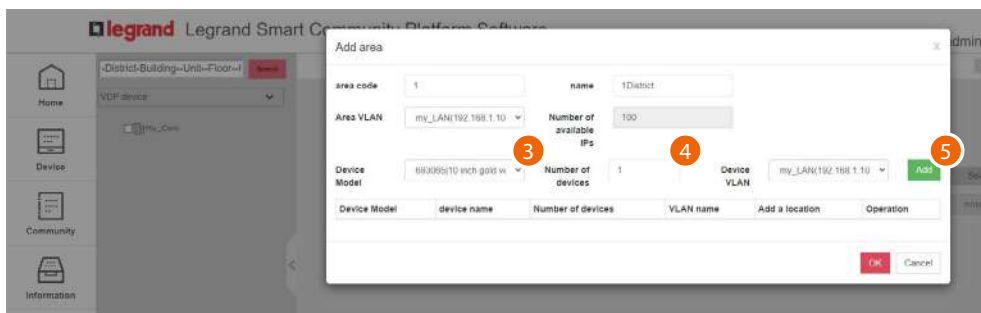 legrand Legrand Smart Community Platform Software
Add area
x
admin
-District-Building--Unit--Floor--
Search
VDP device
Home
Device
Community
Information
area code
1
name
1District
Area VLAN
my_LAN(192.168.1.10
Number of available IPs
100
3
4
5
Device Model
693065(10 inch gold w
Number of devices
1
Device VLAN
my_LAN(192.168.1.10
Add
Device Model
device name
Number of devices
VLAN name
Add a location
Operation
OK
Cancel